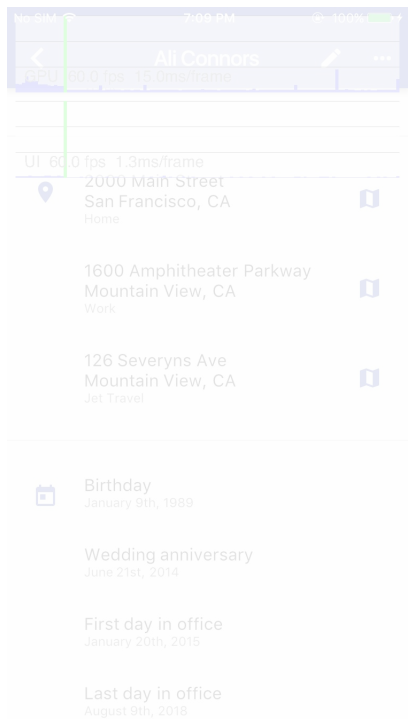 No SIM 7:09 PM 100%
Ali Connors
GPU 60.0 fps 15.0ms/frame
UI 60.0 fps 1.3ms/frame
2000 Main Street
San Francisco, CA
Home
1600 Amphitheater Parkway
Mountain View, CA
Work
126 Severyns Ave
Mountain View, CA
Jet Travel
Birthday
January 9th, 1989
Wedding anniversary
June 21st, 2014
First day in office
January 20th, 2015
Last day in office
August 9th, 2018